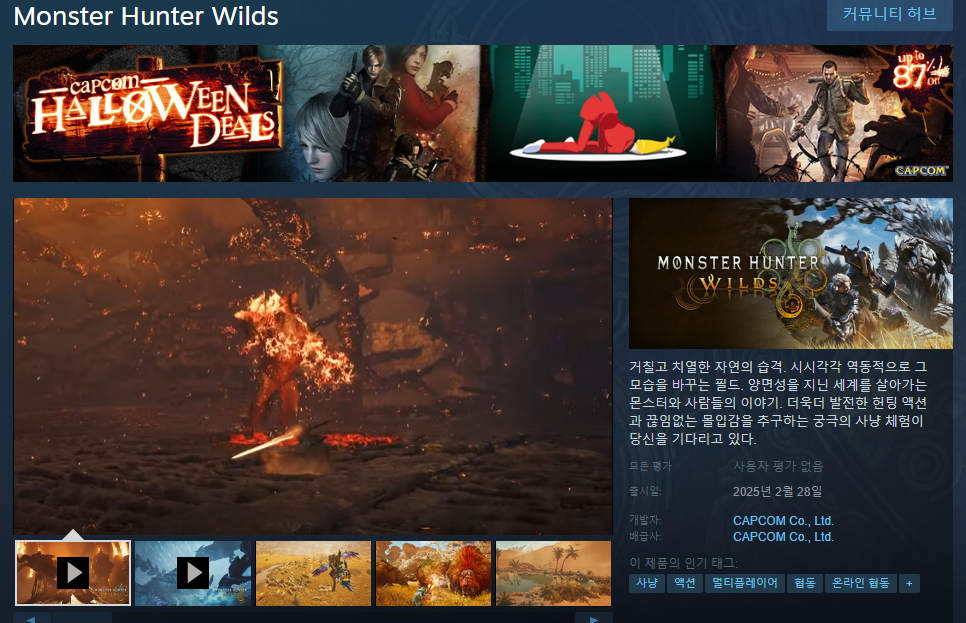 Monster Hunter Wilds
커뮤니티 허브
CAPCOM
HALLOWEEN
DEALS
up to
87% off
CAPCOM
MONSTER HUNTER
WILDS
거칠고 치열한 자연의 습격. 시시각각 역동적으로 그
모습을 바꾸는 필드. 양면성을 지닌 세계를 살아가는
몬스터와 사람들의 이야기. 더욱더 발전한 헌팅 액션
과 끊임없는 몰입감을 추구하는 궁극의 사냥 체험이
당신을 기다리고 있다.
모든 평가 사용자 평가 없음
출시일: 2025년 2월 28일
개발자: CAPCOM Co., Ltd.
배급사: CAPCOM Co., Ltd.
이 제품의 인기 태그:
사냥 액션 멀티플레이어 협동 온라인 협동 +